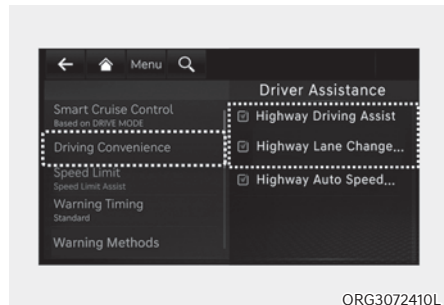 Menu
Driver Assistance
Smart Cruise Control
Based on DRIVE MODE
Driving Convenience
Speed Limit
Speed Limit Assist
Warning Timing
Standard
Warning Methods
Highway Driving Assist
Highway Lane Change...
Highway Auto Speed...
ORG3072410L